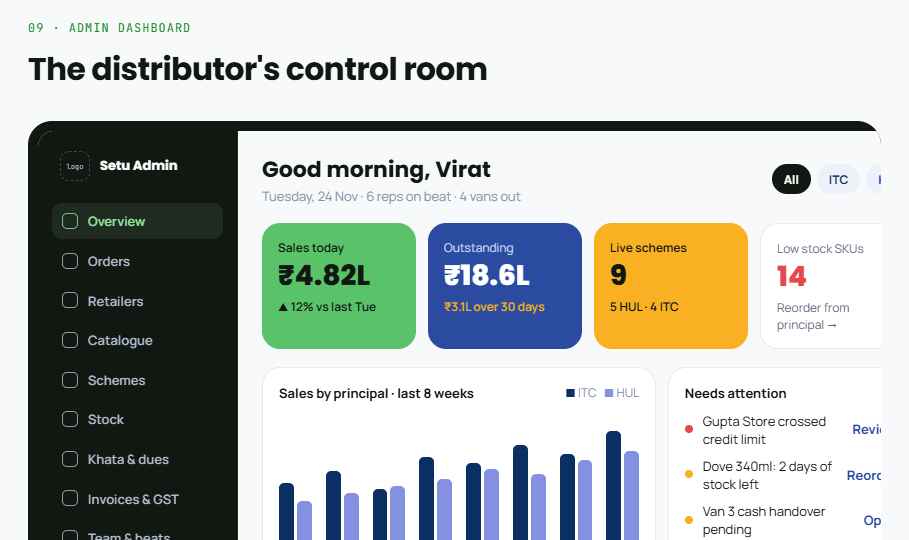 09 · ADMIN DASHBOARD
The distributor's control room
logo
Setu Admin
Overview
Orders
Retailers
Catalogue
Schemes
Stock
Khata & dues
Invoices & GST
Team & beats
Good morning, Virat
Tuesday, 24 Nov · 6 reps on beat · 4 vans out
All
ITC
Sales today
₹4.82L
▲ 12% vs last Tue
Outstanding
₹18.6L
₹3.1L over 30 days
Live schemes
9
5 HUL · 4 ITC
Low stock SKUs
14
Reorder from
principal →
Sales by principal · last 8 weeks
ITC
HUL
Needs attention
Gupta Store crossed
credit limit
Dove 340ml: 2 days of
stock left
Van 3 cash handover
pending